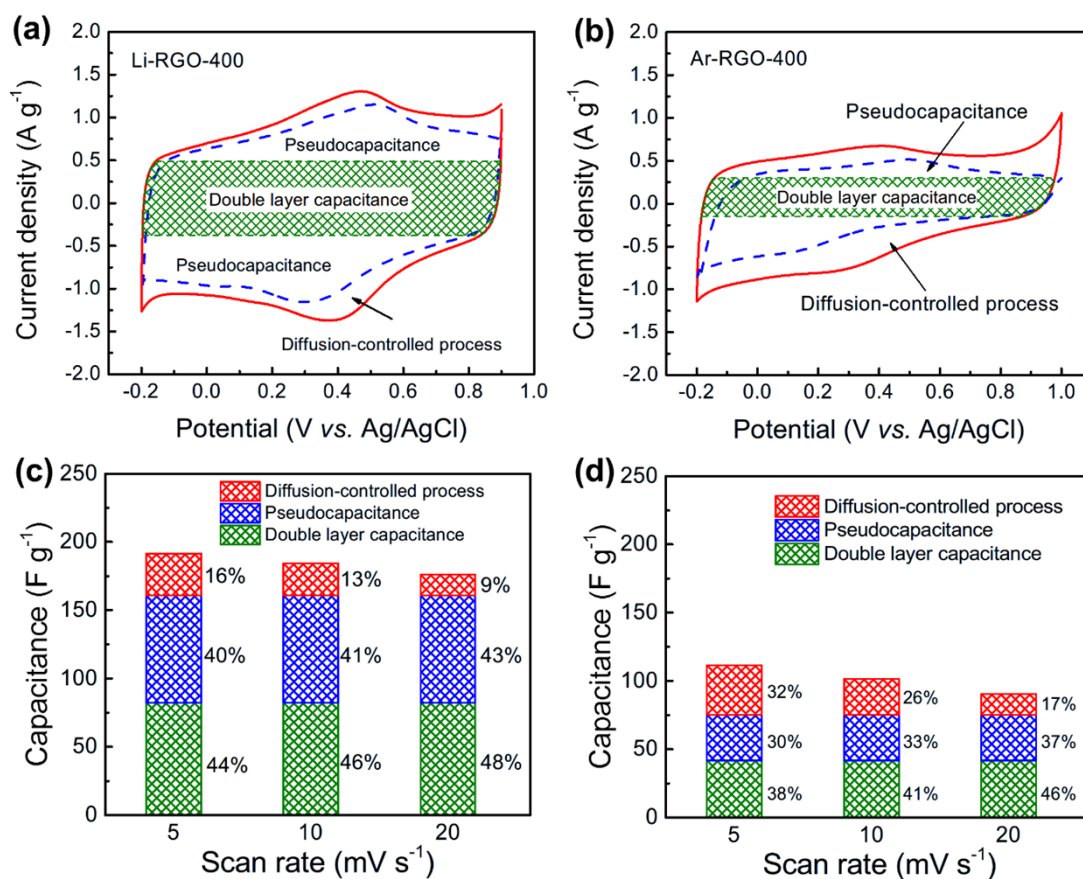 (a)
Li-RGO-400
2.0
1.5
1.0
0.5
0.0
-0.5
-1.0
-1.5
-2.0
Current density (A g⁻¹)
Pseudocapacitance
Double layer capacitance
Pseudocapacitance
Diffusion-controlled process
-0.2 0.0 0.2 0.4 0.6 0.8 1.0
Potential (V vs. Ag/AgCl)
(b)
Ar-RGO-400
2.0
1.5
1.0
0.5
0.0
-0.5
-1.0
-1.5
-2.0
Current density (A g⁻¹)
Pseudocapacitance
Double layer capacitance
Diffusion-controlled process
-0.2 0.0 0.2 0.4 0.6 0.8 1.0
Potential (V vs. Ag/AgCl)
(c)
250
200
150
100
50
0
Capacitance (F g⁻¹)
Diffusion-controlled process
Pseudocapacitance
Double layer capacitance
16% 13% 9%
40% 41% 43%
44% 46% 48%
5 10 20
Scan rate (mV s⁻¹)
(d)
250
200
150
100
50
0
Capacitance (F g⁻¹)
Diffusion-controlled process
Pseudocapacitance
Double layer capacitance
32% 26% 17%
30% 33% 37%
38% 41% 46%
5 10 20
Scan rate (mV s⁻¹)